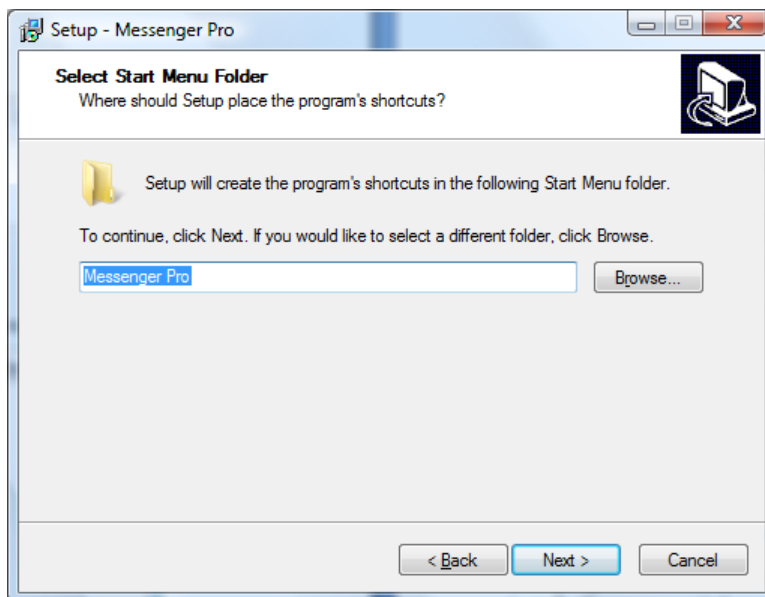 Setup - Messenger Pro
Select Start Menu Folder
Where should Setup place the program's shortcuts?
Setup will create the program's shortcuts in the following Start Menu folder.
To continue, click Next. If you would like to select a different folder, click Browse.
Messenger Pro
Browse...
< Back
Next >
Cancel